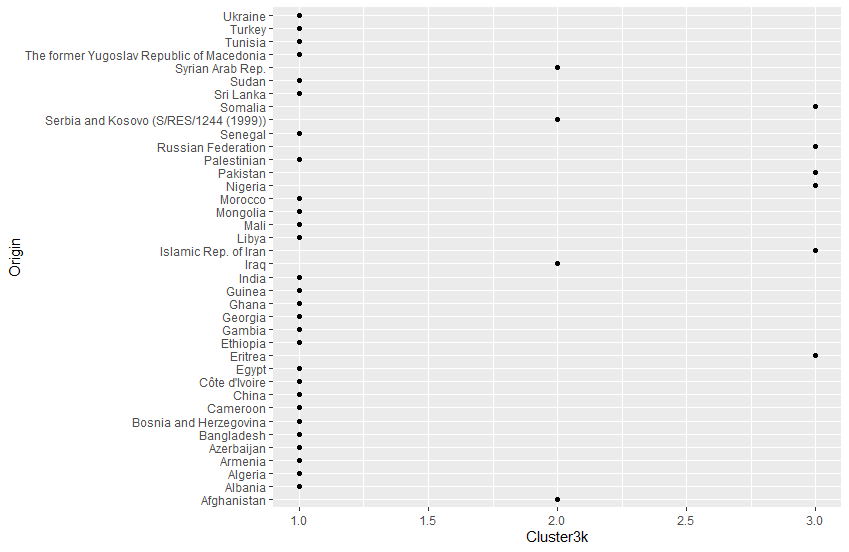 Ukraine
Turkey
Tunisia
The former Yugoslav Republic of Macedonia
Syrian Arab Rep.
Sudan
Sri Lanka
Somalia
Serbia and Kosovo (S/RES/1244 (1999))
Senegal
Russian Federation
Palestinian
Pakistan
Nigeria
Morocco
Mongolia
Mali
Libya
Islamic Rep. of Iran
Iraq
India
Guinea
Ghana
Georgia
Gambia
Ethiopia
Eritrea
Egypt
Côte d'Ivoire
China
Cameroon
Bosnia and Herzegovina
Bangladesh
Azerbaijan
Armenia
Algeria
Albania
Afghanistan
Origin
1.0 1.5 2.0 2.5 3.0
Cluster3k